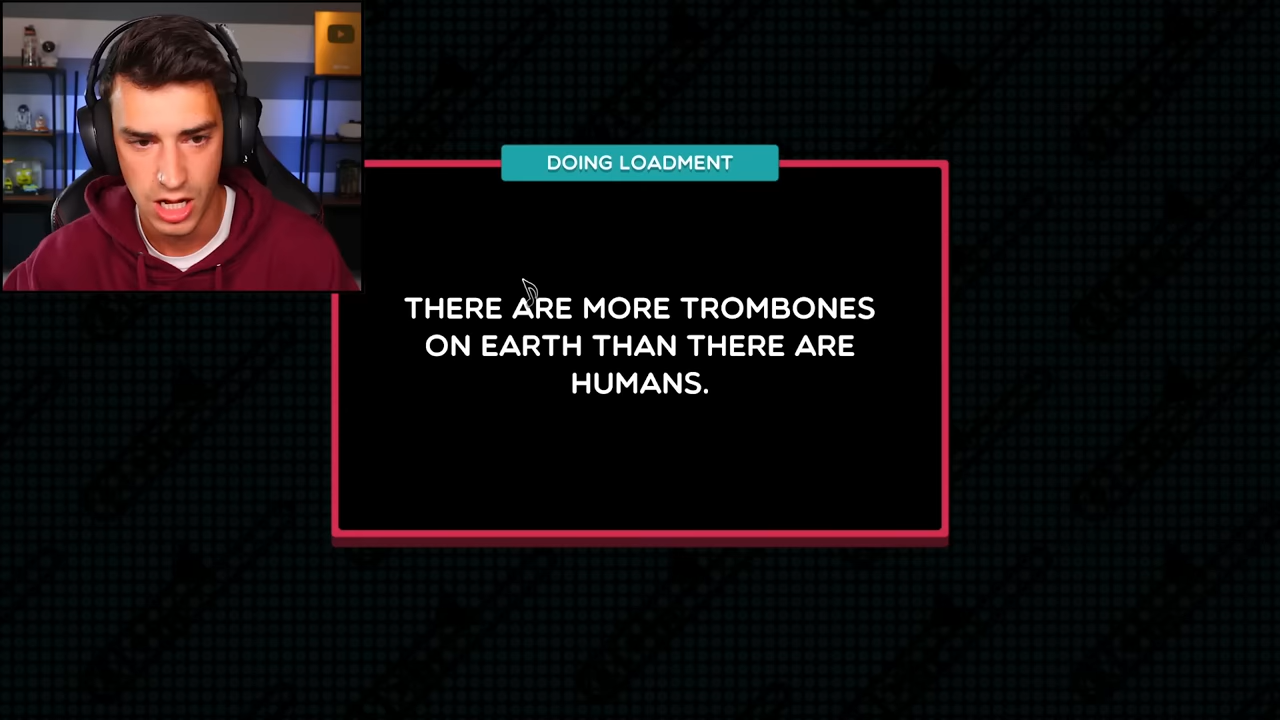 DOING LOADMENT
THERE ARE MORE TROMBONES
ON EARTH THAN THERE ARE
HUMANS.